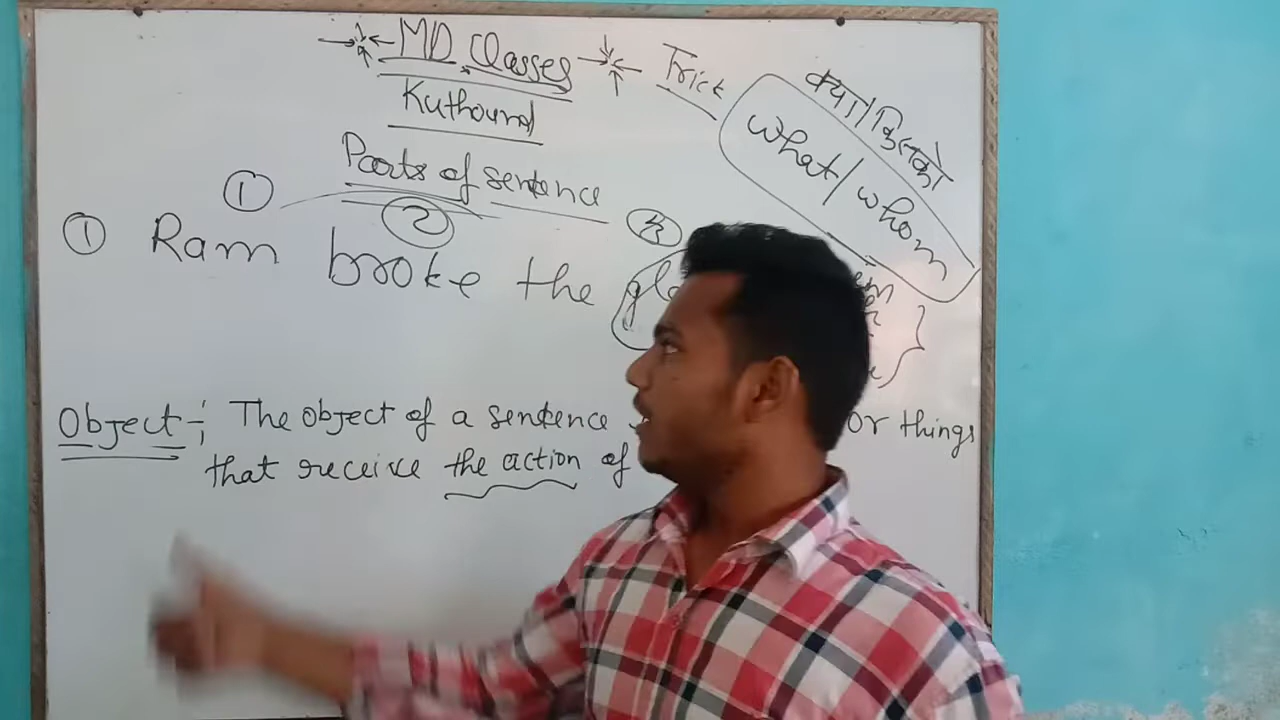 MD Classes
Trick
क्या/किसको
what/whom
Kuthound
Parts of sentence
① ② ③
① Ram broke the
Object -: The object of a sentence or things
that receive the action of